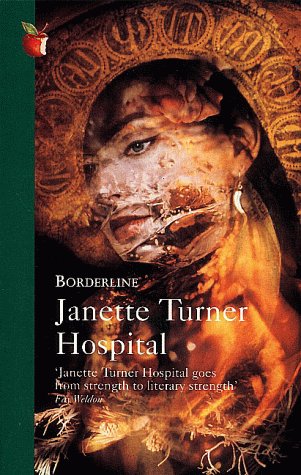 BORDERLINE
Janette Turner
Hospital
‘Janette Turner Hospital goes
from strength to literary strength’
Fay Weldon